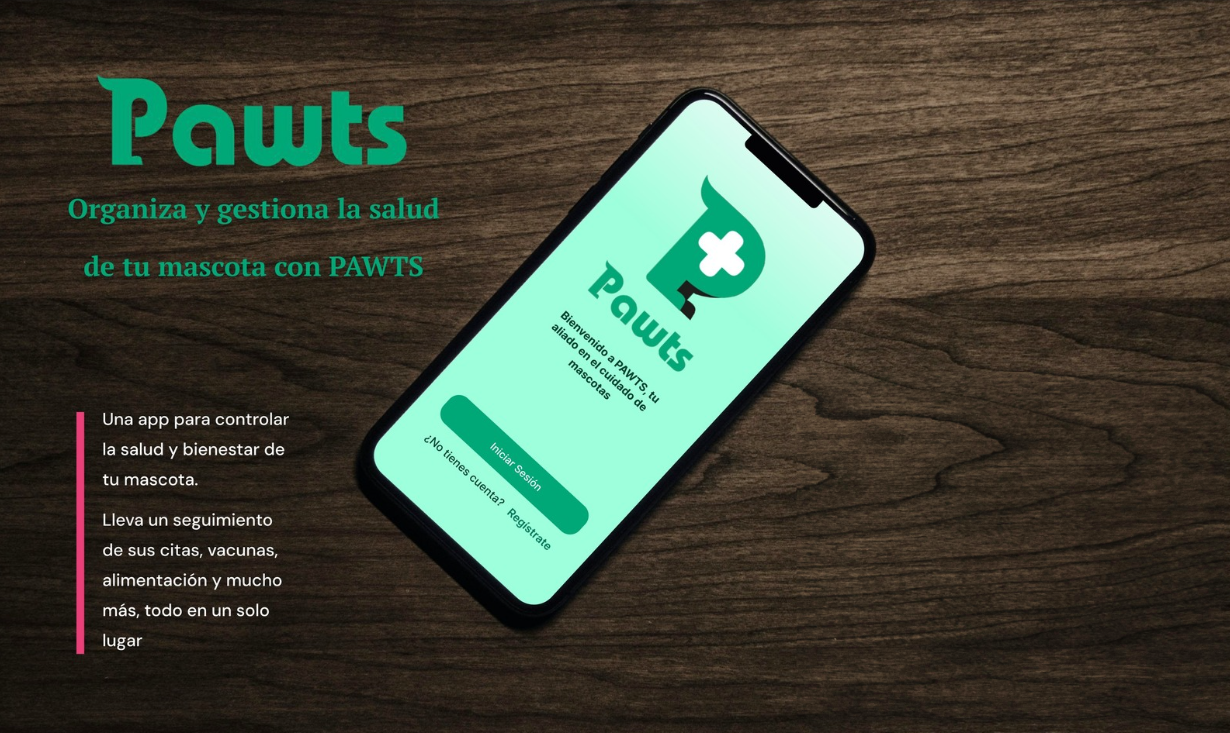 Pawts
Organiza y gestiona la salud
de tu mascota con PAWTS
Una app para controlar
la salud y bienestar de
tu mascota.
Lleva un seguimiento
de sus citas, vacunas,
alimentación y mucho
más, todo en un solo
lugar
P
Pawts
Bienvenido a PAWTS, tu
aliado en el cuidado de
mascotas
Iniciar Sesión
¿No tienes cuenta? Regístrate